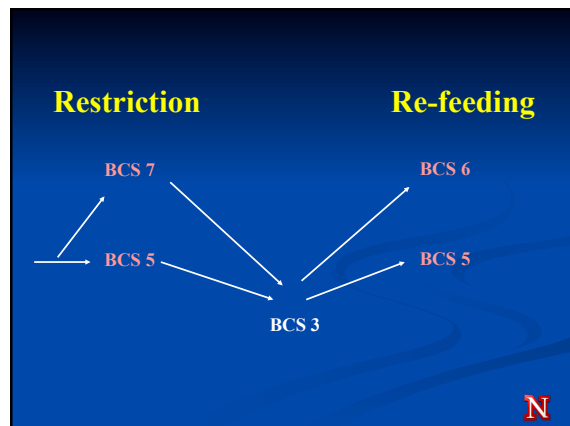 Restriction Re-feeding
BCS 7 BCS 6
BCS 5 BCS 5
BCS 3
N